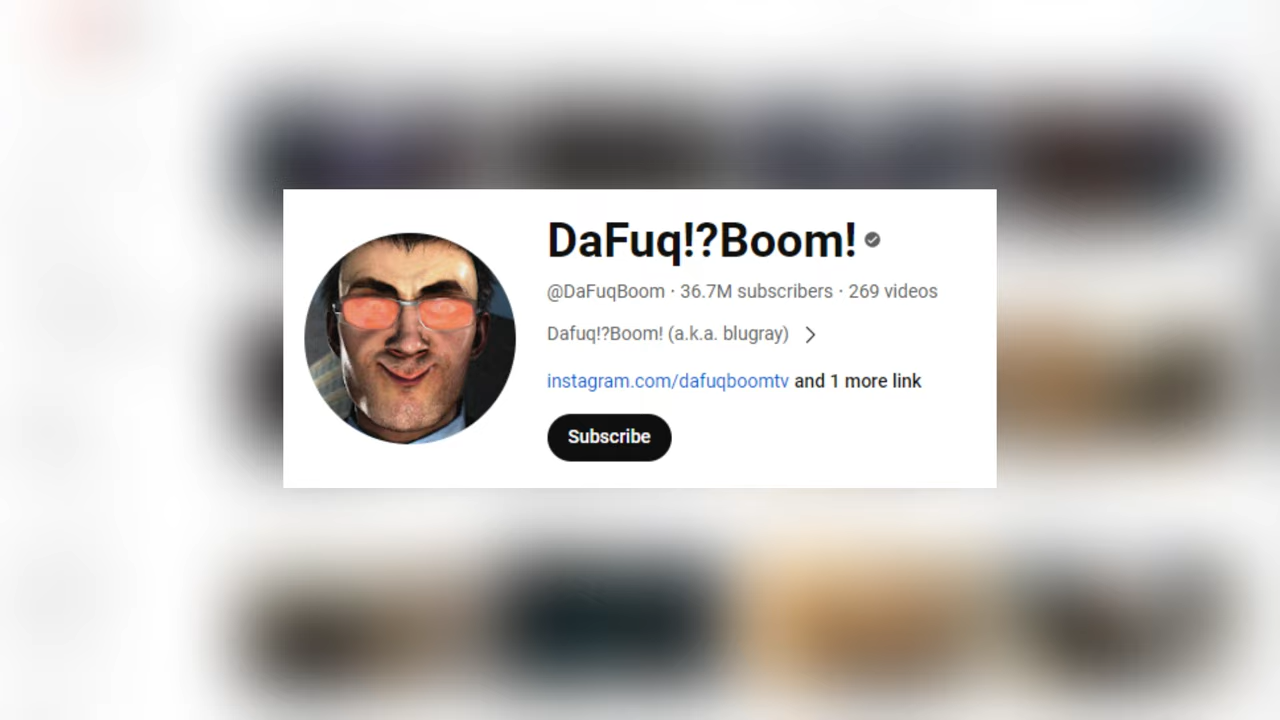 DaFuq!?Boom!
@DaFuqBoom · 36.7M subscribers · 269 videos
Dafuq!?Boom! (a.k.a. blugray)
instagram.com/dafuqboomtv and 1 more link
Subscribe